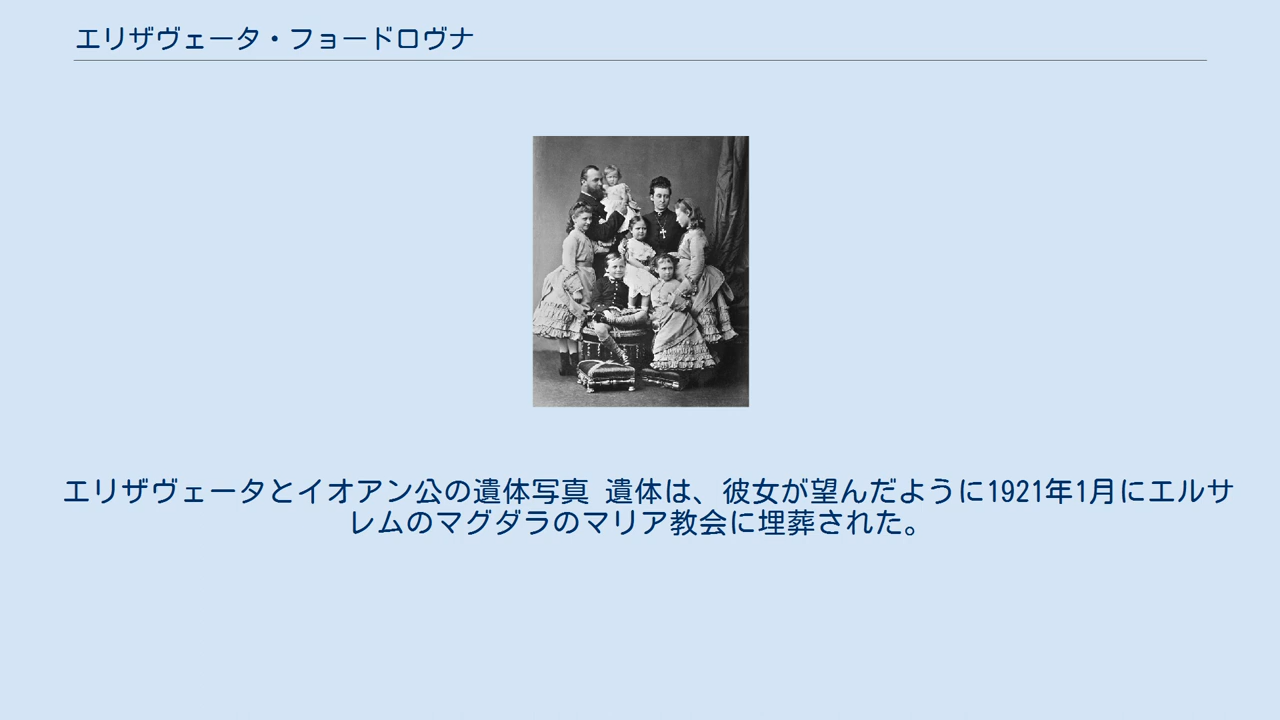 エリザヴェータ・フョードロヴナ
エリザヴェータとイオアン公の遺体写真 遺体は、彼女が望んだように1921年1月にエルサ
レムのマグダラのマリア教会に埋葬された。